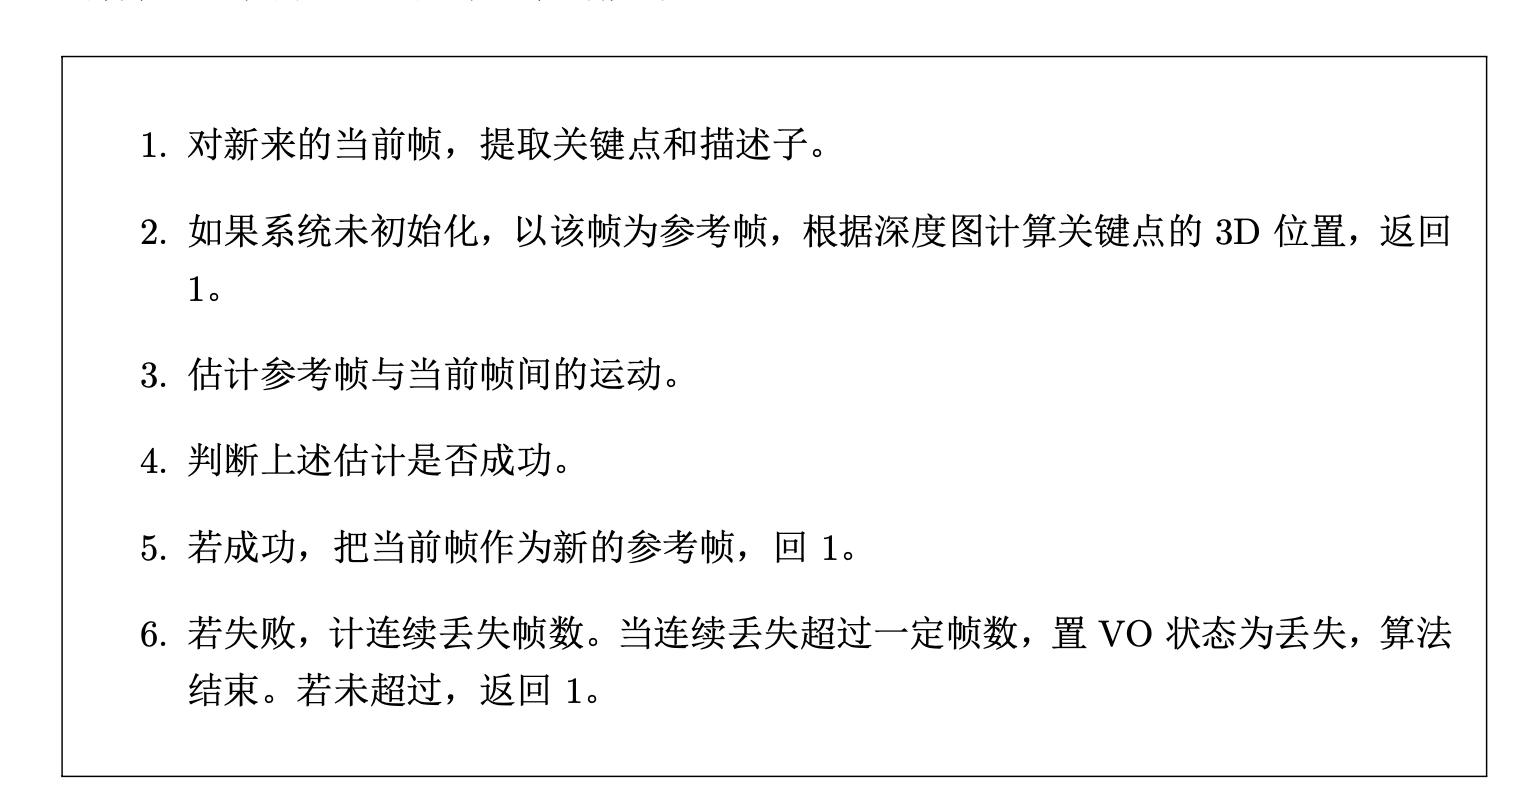 1. 对新来的当前帧，提取关键点和描述子。
2. 如果系统未初始化，以该帧为参考帧，根据深度图计算关键点的 3D 位置，返回
1。
3. 估计参考帧与当前帧间的运动。
4. 判断上述估计是否成功。
5. 若成功，把当前帧作为新的参考帧，回 1。
6. 若失败，计连续丢失帧数。当连续丢失超过一定帧数，置 VO 状态为丢失，算法
结束。若未超过，返回 1。